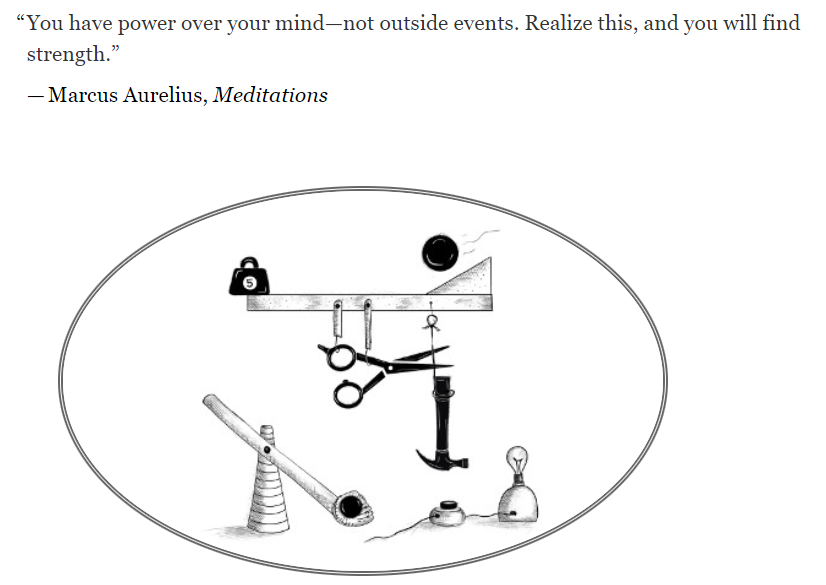 “You have power over your mind—not outside events. Realize this, and you will find
strength.”
— Marcus Aurelius, Meditations
5